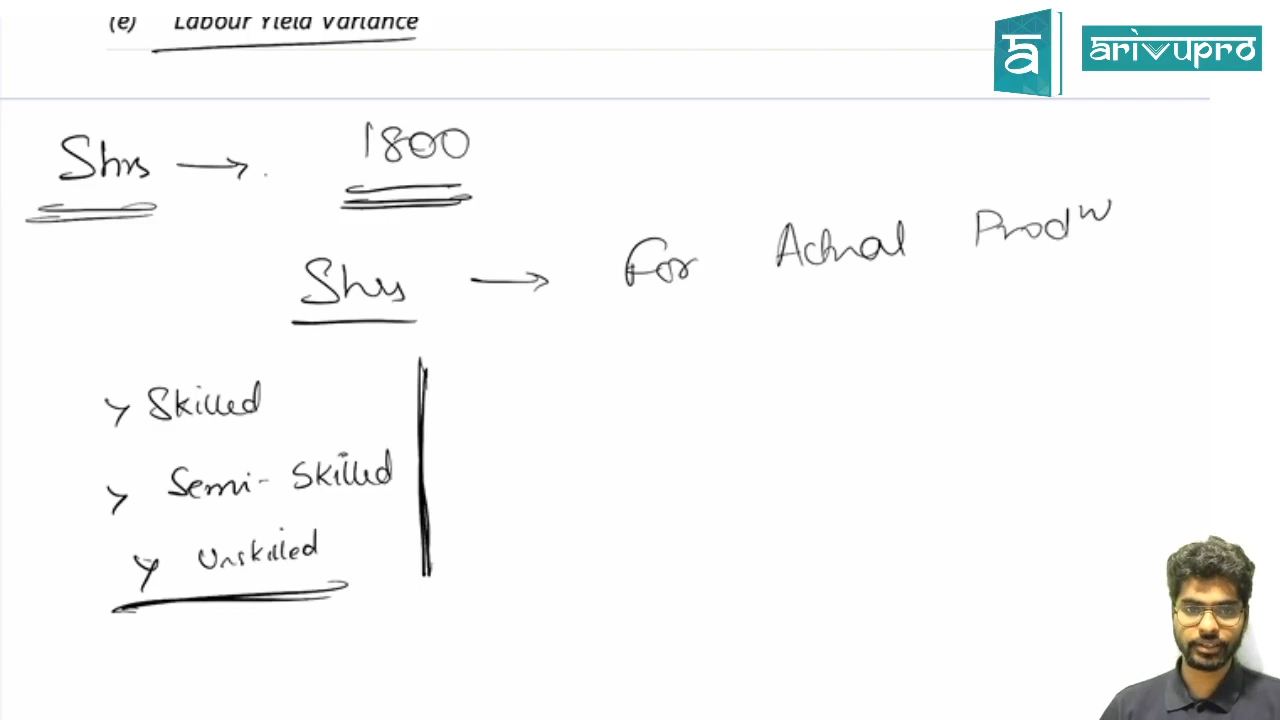 (e) Labour Yield Variance
a arivupro
Shrs → 1800
Shrs → For Actual Prodn
> Skilled
> Semi-Skilled
> Unskilled